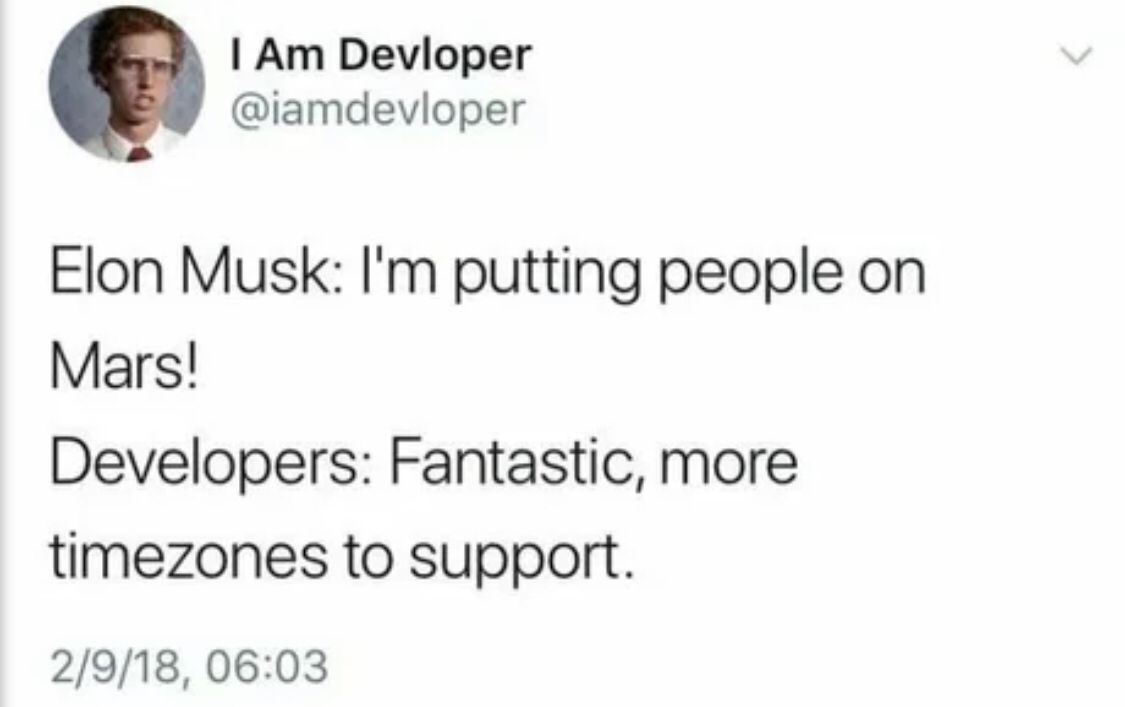 I Am Devloper
@iamdevloper
Elon Musk: I'm putting people on
Mars!
Developers: Fantastic, more
timezones to support.
2/9/18, 06:03